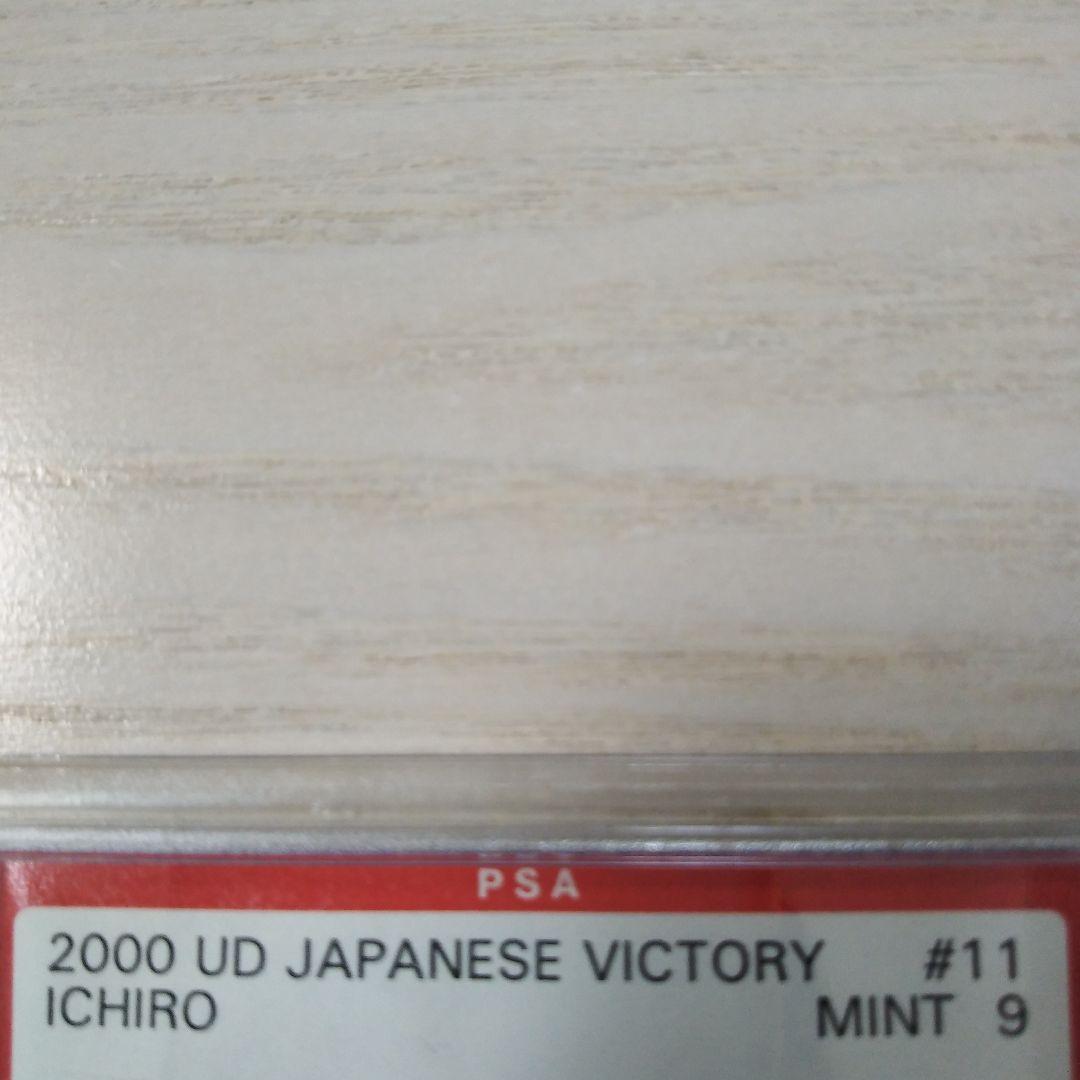 PSA
2000 UD JAPANESE VICTORY #11
ICHIRO MINT 9